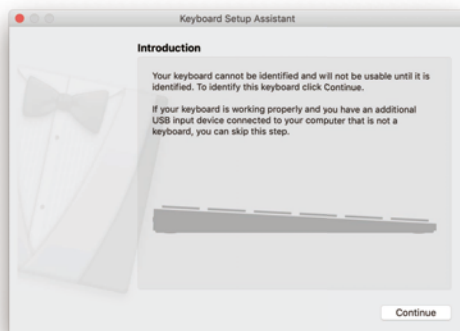 Keyboard Setup Assistant
Introduction
Your keyboard cannot be identified and will not be usable until it is
identified. To identify this keyboard click Continue.
If your keyboard is working properly and you have an additional
USB input device connected to your computer that is not a
keyboard, you can skip this step.
Continue